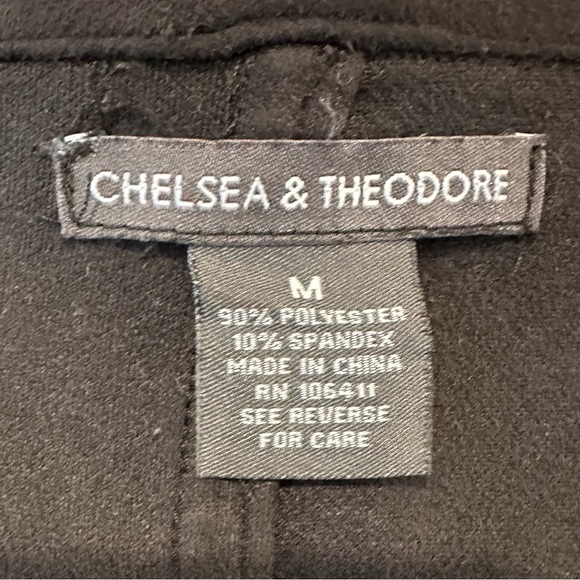 CHELSEA & THEODORE
M
90% POLYESTER
10% SPANDEX
MADE IN CHINA
RN 106411
SEE REVERSE
FOR CARE